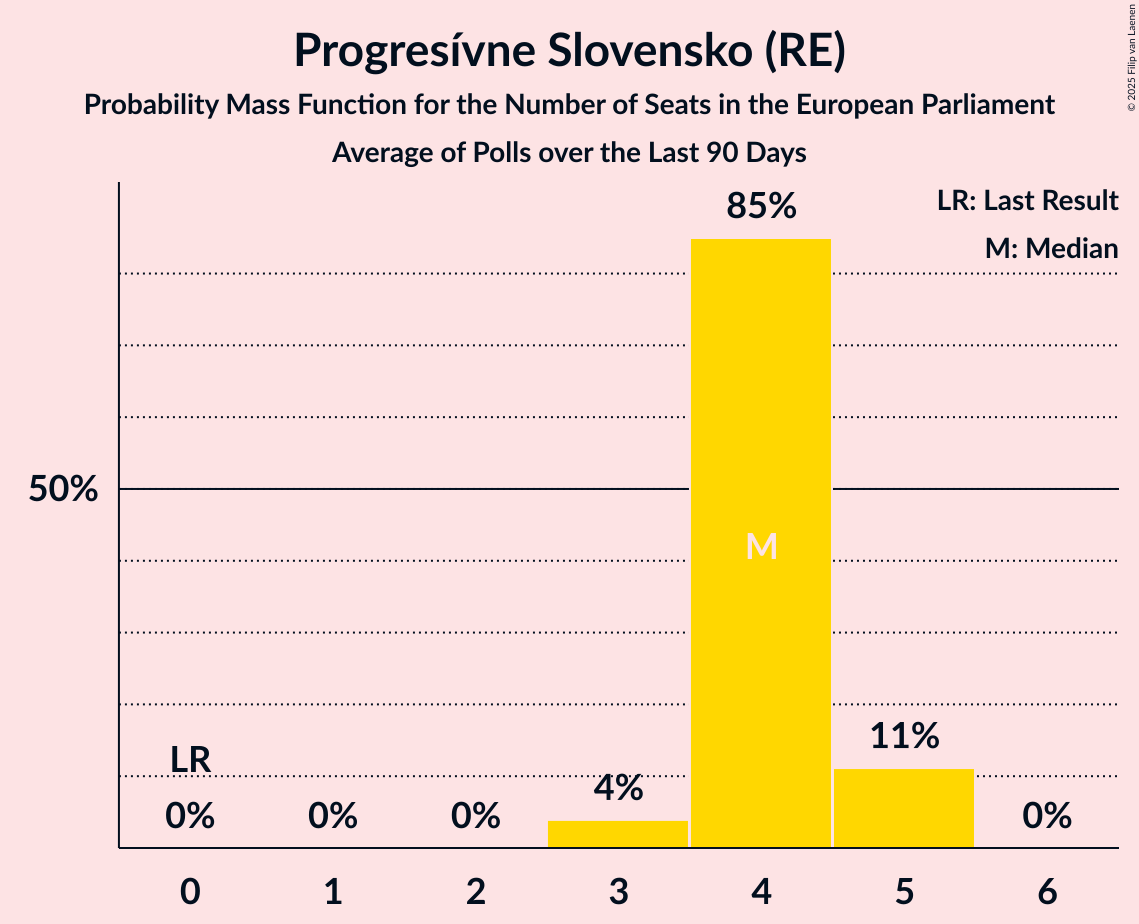 Progresívne Slovensko (RE)
Probability Mass Function for the Number of Seats in the European Parliament
Average of Polls over the Last 90 Days
© 2025 Filip van Laenen
LR: Last Result
M: Median
85%
50%
M
11%
LR
4%
0% 0% 0% 0%
0 1 2 3 4 5 6